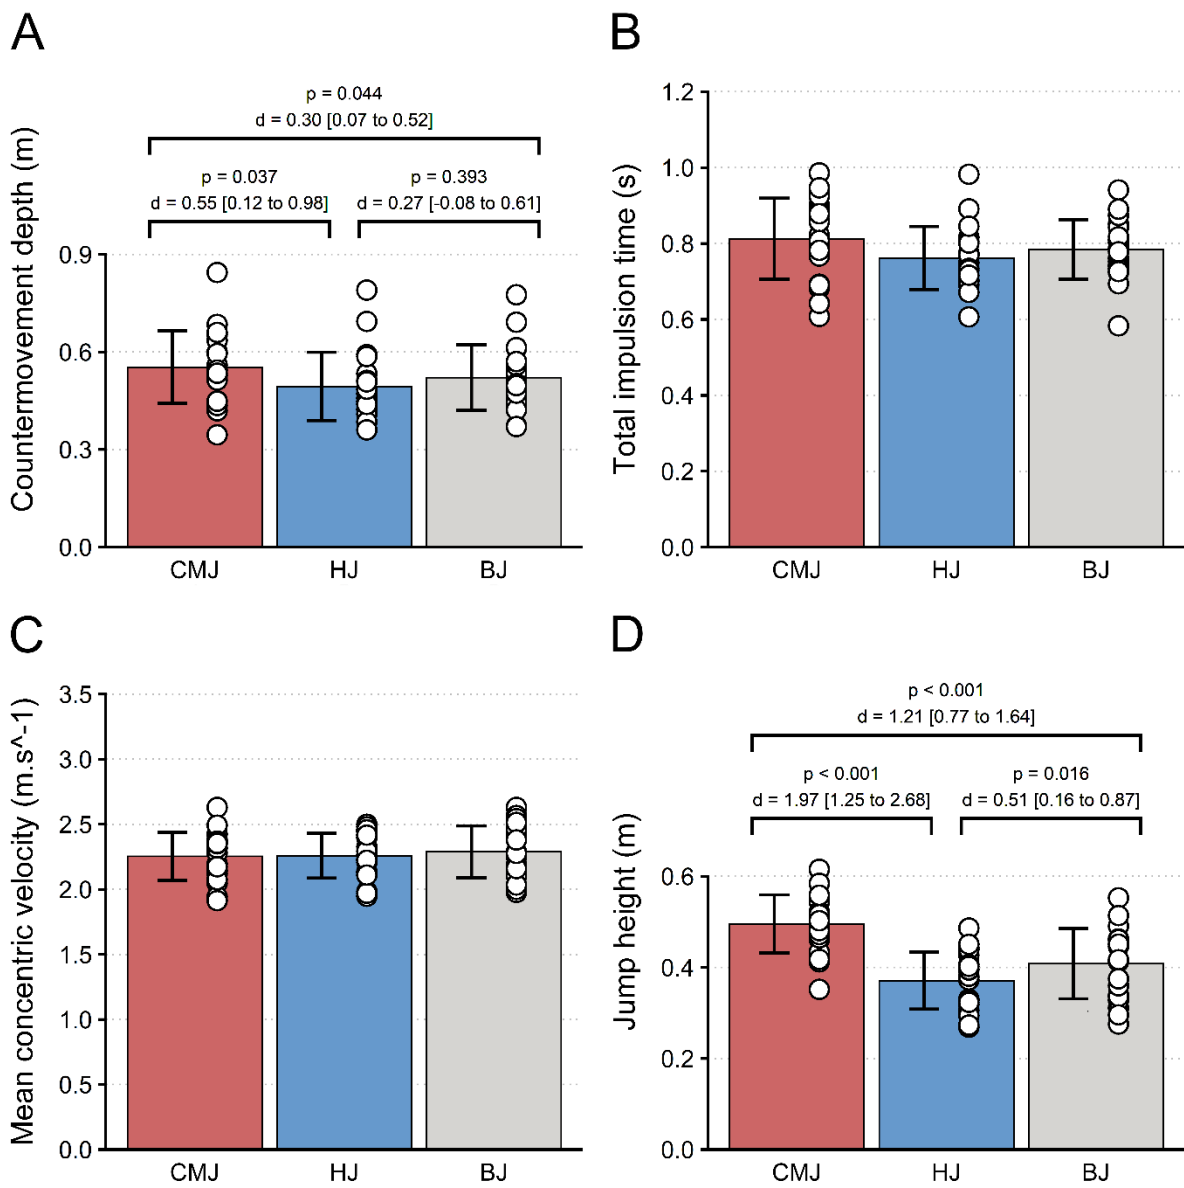 A
p = 0.044
d = 0.30 [0.07 to 0.52]
p = 0.037
d = 0.55 [0.12 to 0.98]
p = 0.393
d = 0.27 [-0.08 to 0.61]
Countermovement depth (m)
0.9
0.6
0.3
0.0
CMJ HJ BJ
B
Total impulsion time (s)
1.2
1.0
0.8
0.6
0.4
0.2
0.0
CMJ HJ BJ
C
Mean concentric velocity (m.s^-1)
3.5
3.0
2.5
2.0
1.5
1.0
0.5
0.0
CMJ HJ BJ
D
p < 0.001
d = 1.21 [0.77 to 1.64]
p < 0.001
d = 1.97 [1.25 to 2.68]
p = 0.016
d = 0.51 [0.16 to 0.87]
Jump height (m)
0.6
0.4
0.2
0.0
CMJ HJ BJ